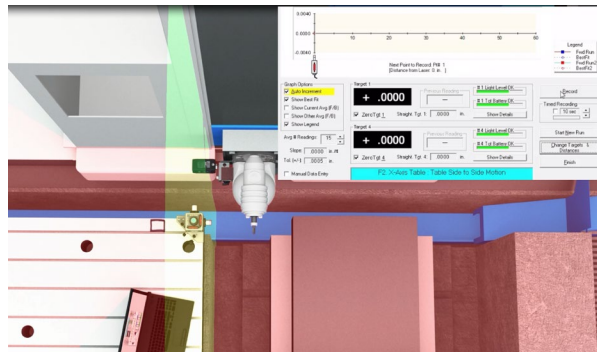 0.0040
0.0000
-0.0040
0 10 20 30 40 50 60
Next Point to Record: Pt# 1
[Distance from Laser: 0 in. ]
Legend
Fwd Run
BestFit
Fwd Run2
BestFit2
Graph Options
Auto Increment
Show Best Fit
Show Current Avg (F/B)
Show Other Avg (F/B)
Show Legend
Avg # Readings: 15
Slope: .0000 in./ft
Tol. (+/-) .0005 in.
Manual Data Entry
Target 1
+ .0000
Previous Reading
---
# 1 Light Level OK
# 1 Tgt Battery OK
Zero Tgt 1
Straight. Tgt. 1 .0000 in.
Show Details
Target 4
+ .0000
Previous Reading
---
# 4 Light Level OK
# 4 Tgt Battery OK
Zero Tgt 4
Straight. Tgt. 4 .0000 in.
Show Details
F2: X-Axis Table : Table Side to Side Motion
Record
Timed Recording:
10 sec
Start New Run
Change Targets & Distances
Finish